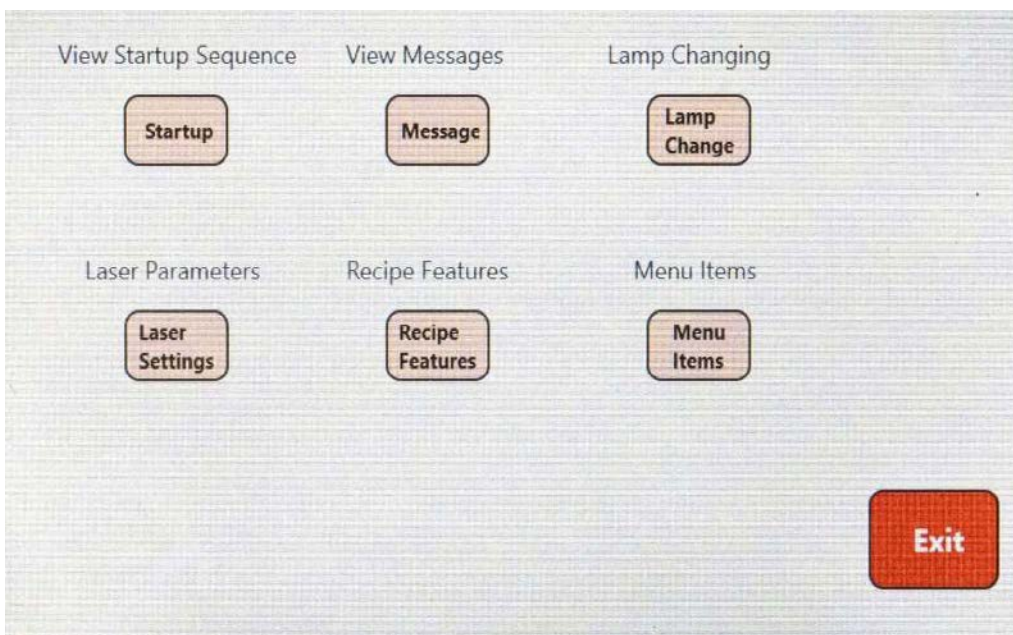 View Startup Sequence
View Messages
Lamp Changing
Startup
Message
Lamp
Change
Laser Parameters
Recipe Features
Menu Items
Laser
Settings
Recipe
Features
Menu
Items
Exit